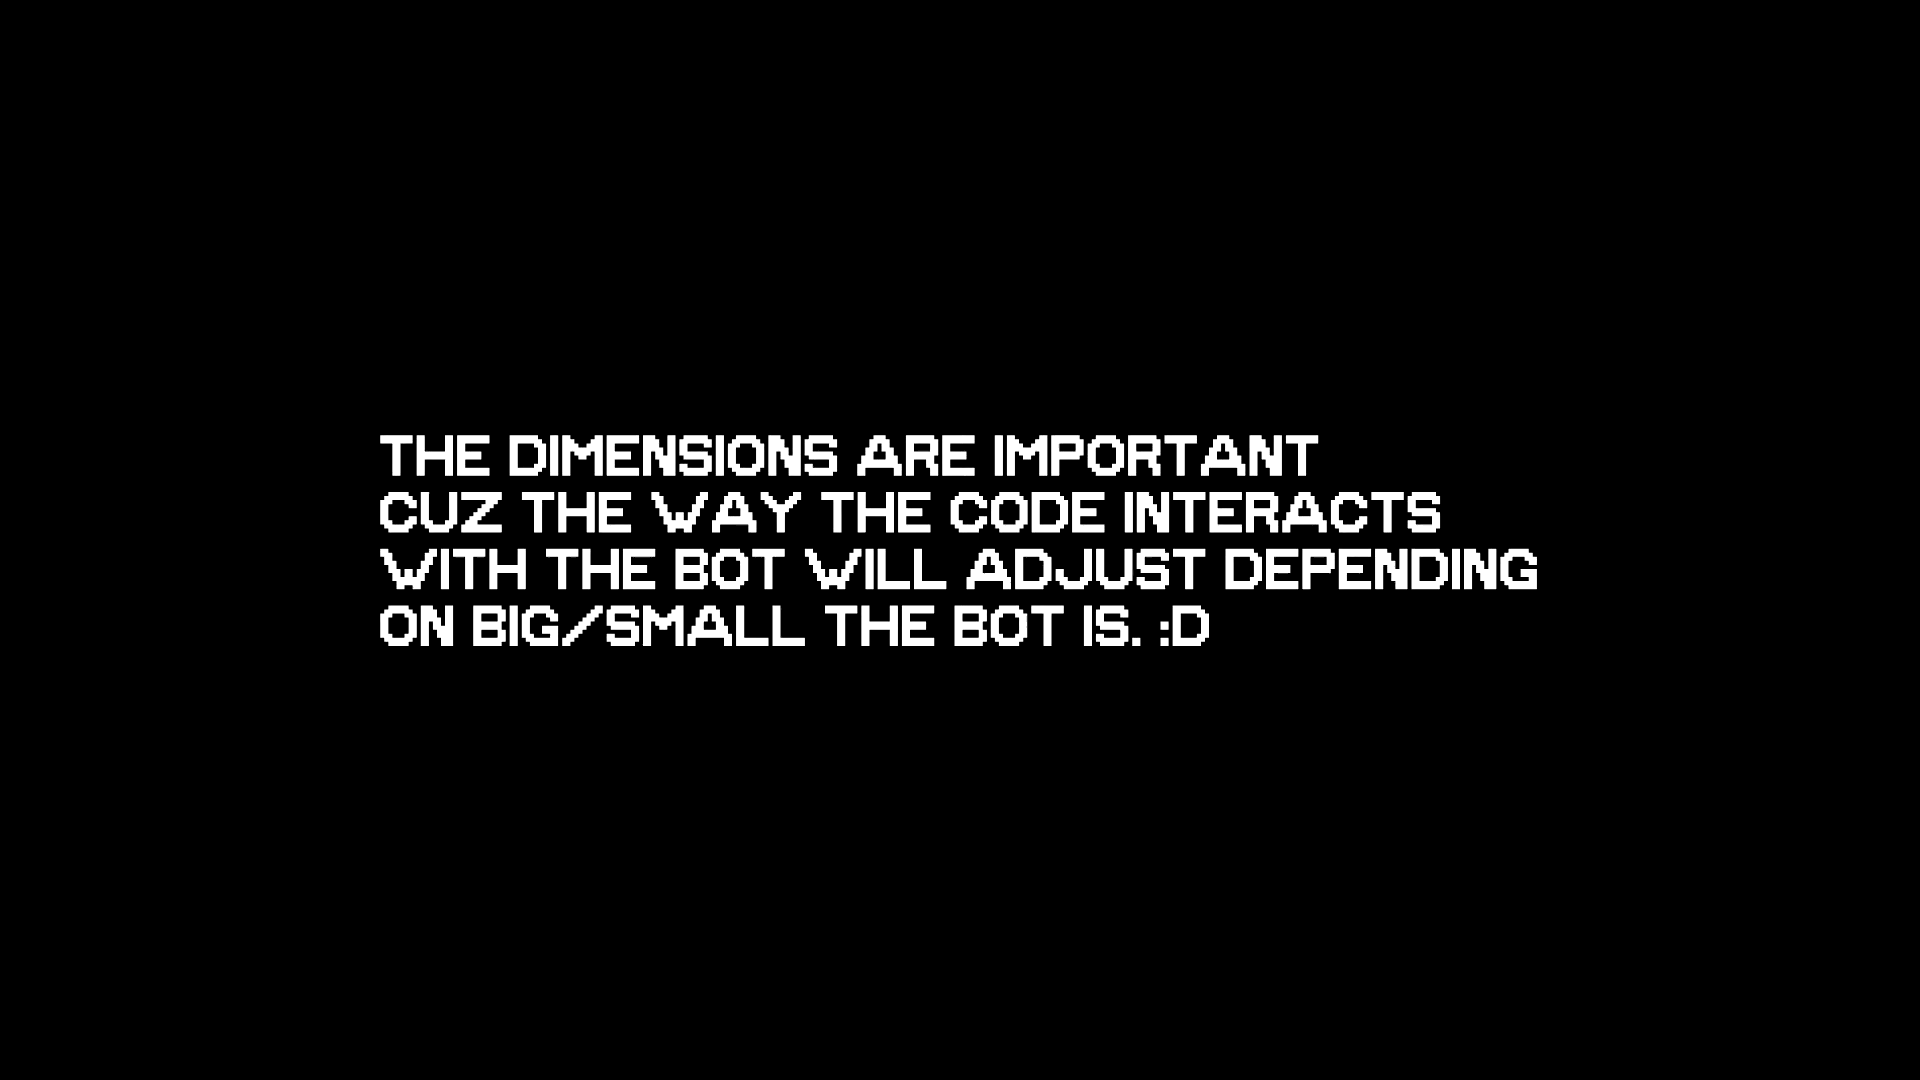 THE DIMENSIONS ARE IMPORTANT
CUZ THE WAY THE CODE INTERACTS
WITH THE BOT WILL ADJUST DEPENDING
ON BIG/SMALL THE BOT IS. :D